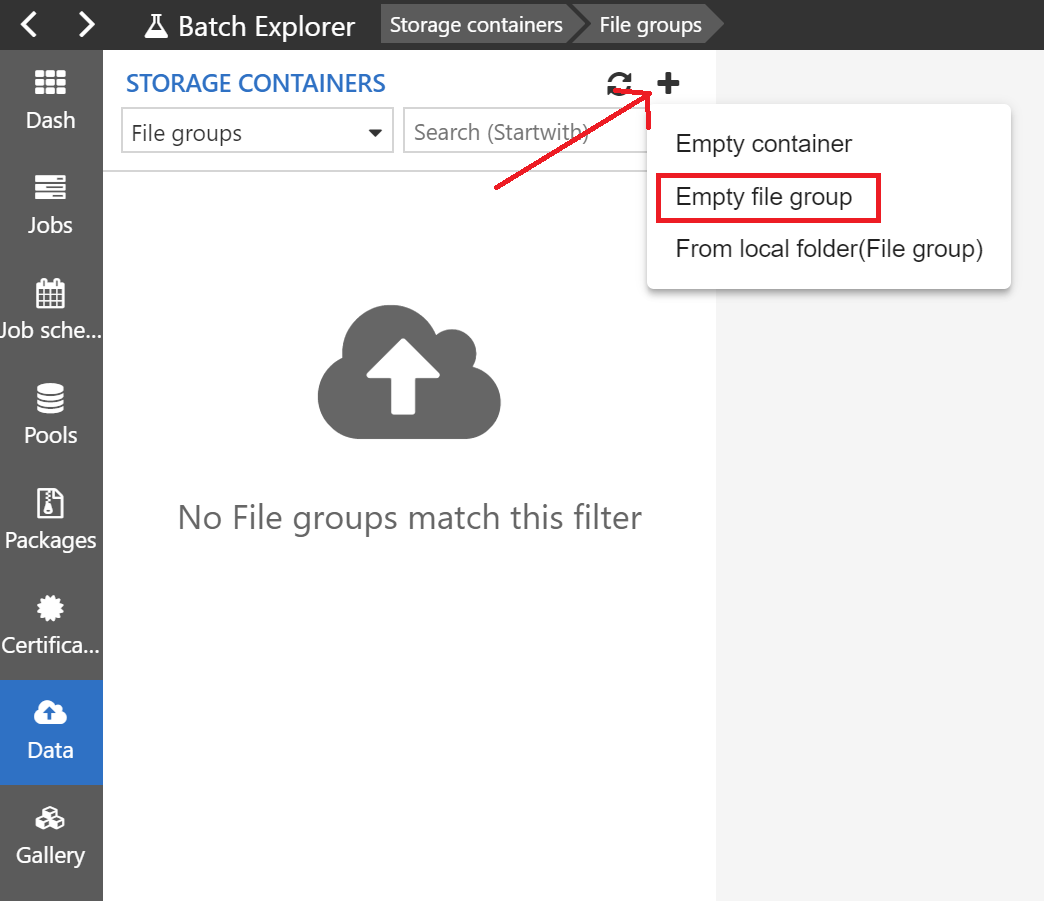 Batch Explorer
Storage containers
File groups
Dash
Jobs
Job sche...
Pools
Packages
Certifica...
Data
Gallery
STORAGE CONTAINERS
File groups
Search (Startwith)
Empty container
Empty file group
From local folder(File group)
No File groups match this filter